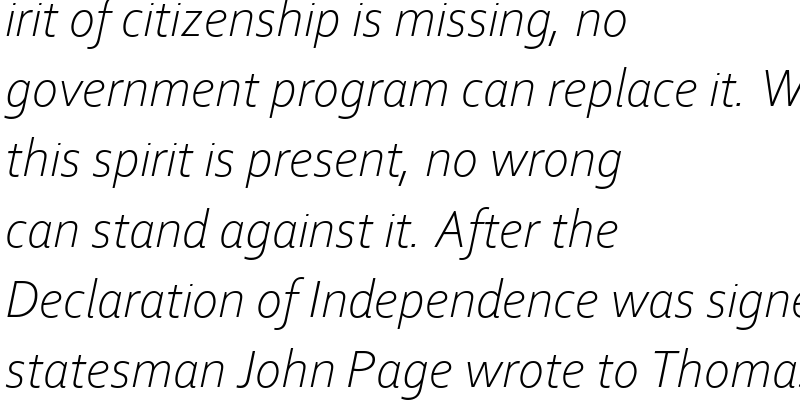 irit of citizenship is missing, no
government program can replace it. W
this spirit is present, no wrong
can stand against it. After the
Declaration of Independence was signe
statesman John Page wrote to Thomas